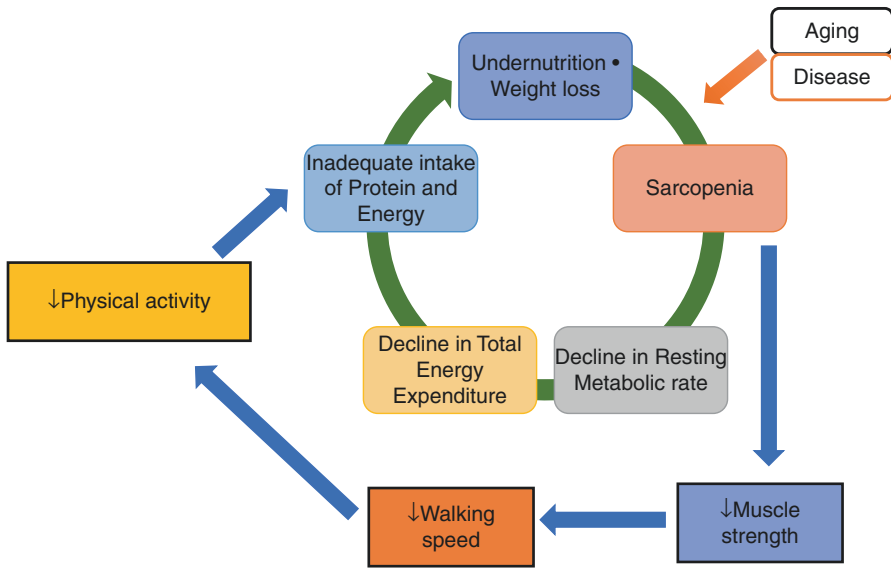 Aging
Disease
Undernutrition •
Weight loss
Inadequate intake
of Protein and
Energy
Sarcopenia
↓Physical activity
Decline in Total
Energy
Expenditure
Decline in Resting
Metabolic rate
↓Walking
speed
↓Muscle
strength